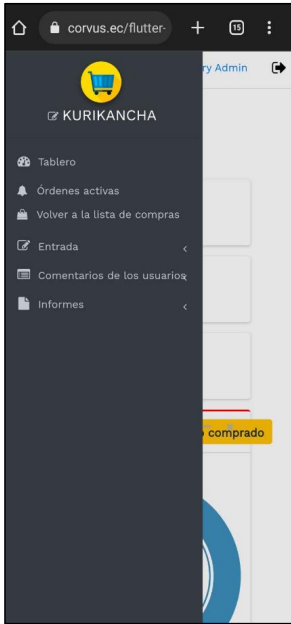 corvus.ec/flutter-
15
ry Admin
KURIKANCHA
Tablero
Órdenes activas
Volver a la lista de compras
Entrada
Comentarios de los usuarios
Informes
comprado